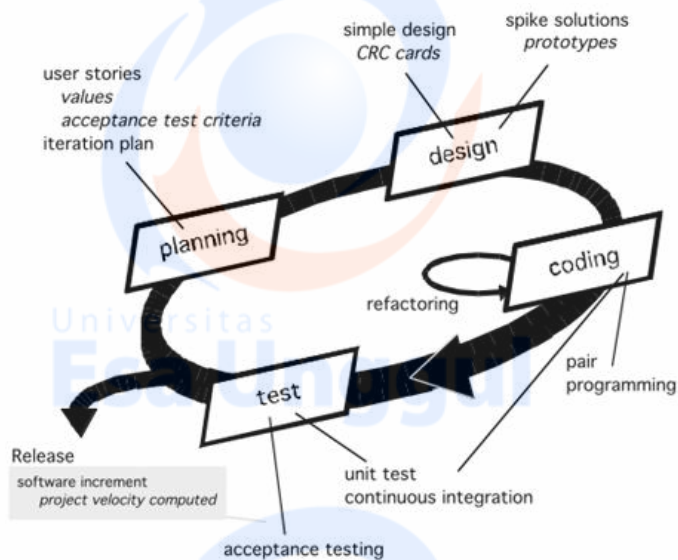 simple design
CRC cards
spike solutions
prototypes
user stories
values
acceptance test criteria
iteration plan
design
planning
coding
refactoring
Universitas
Esa Unggul
pair
programming
test
Release
software increment
project velocity computed
unit test
continuous integration
acceptance testing